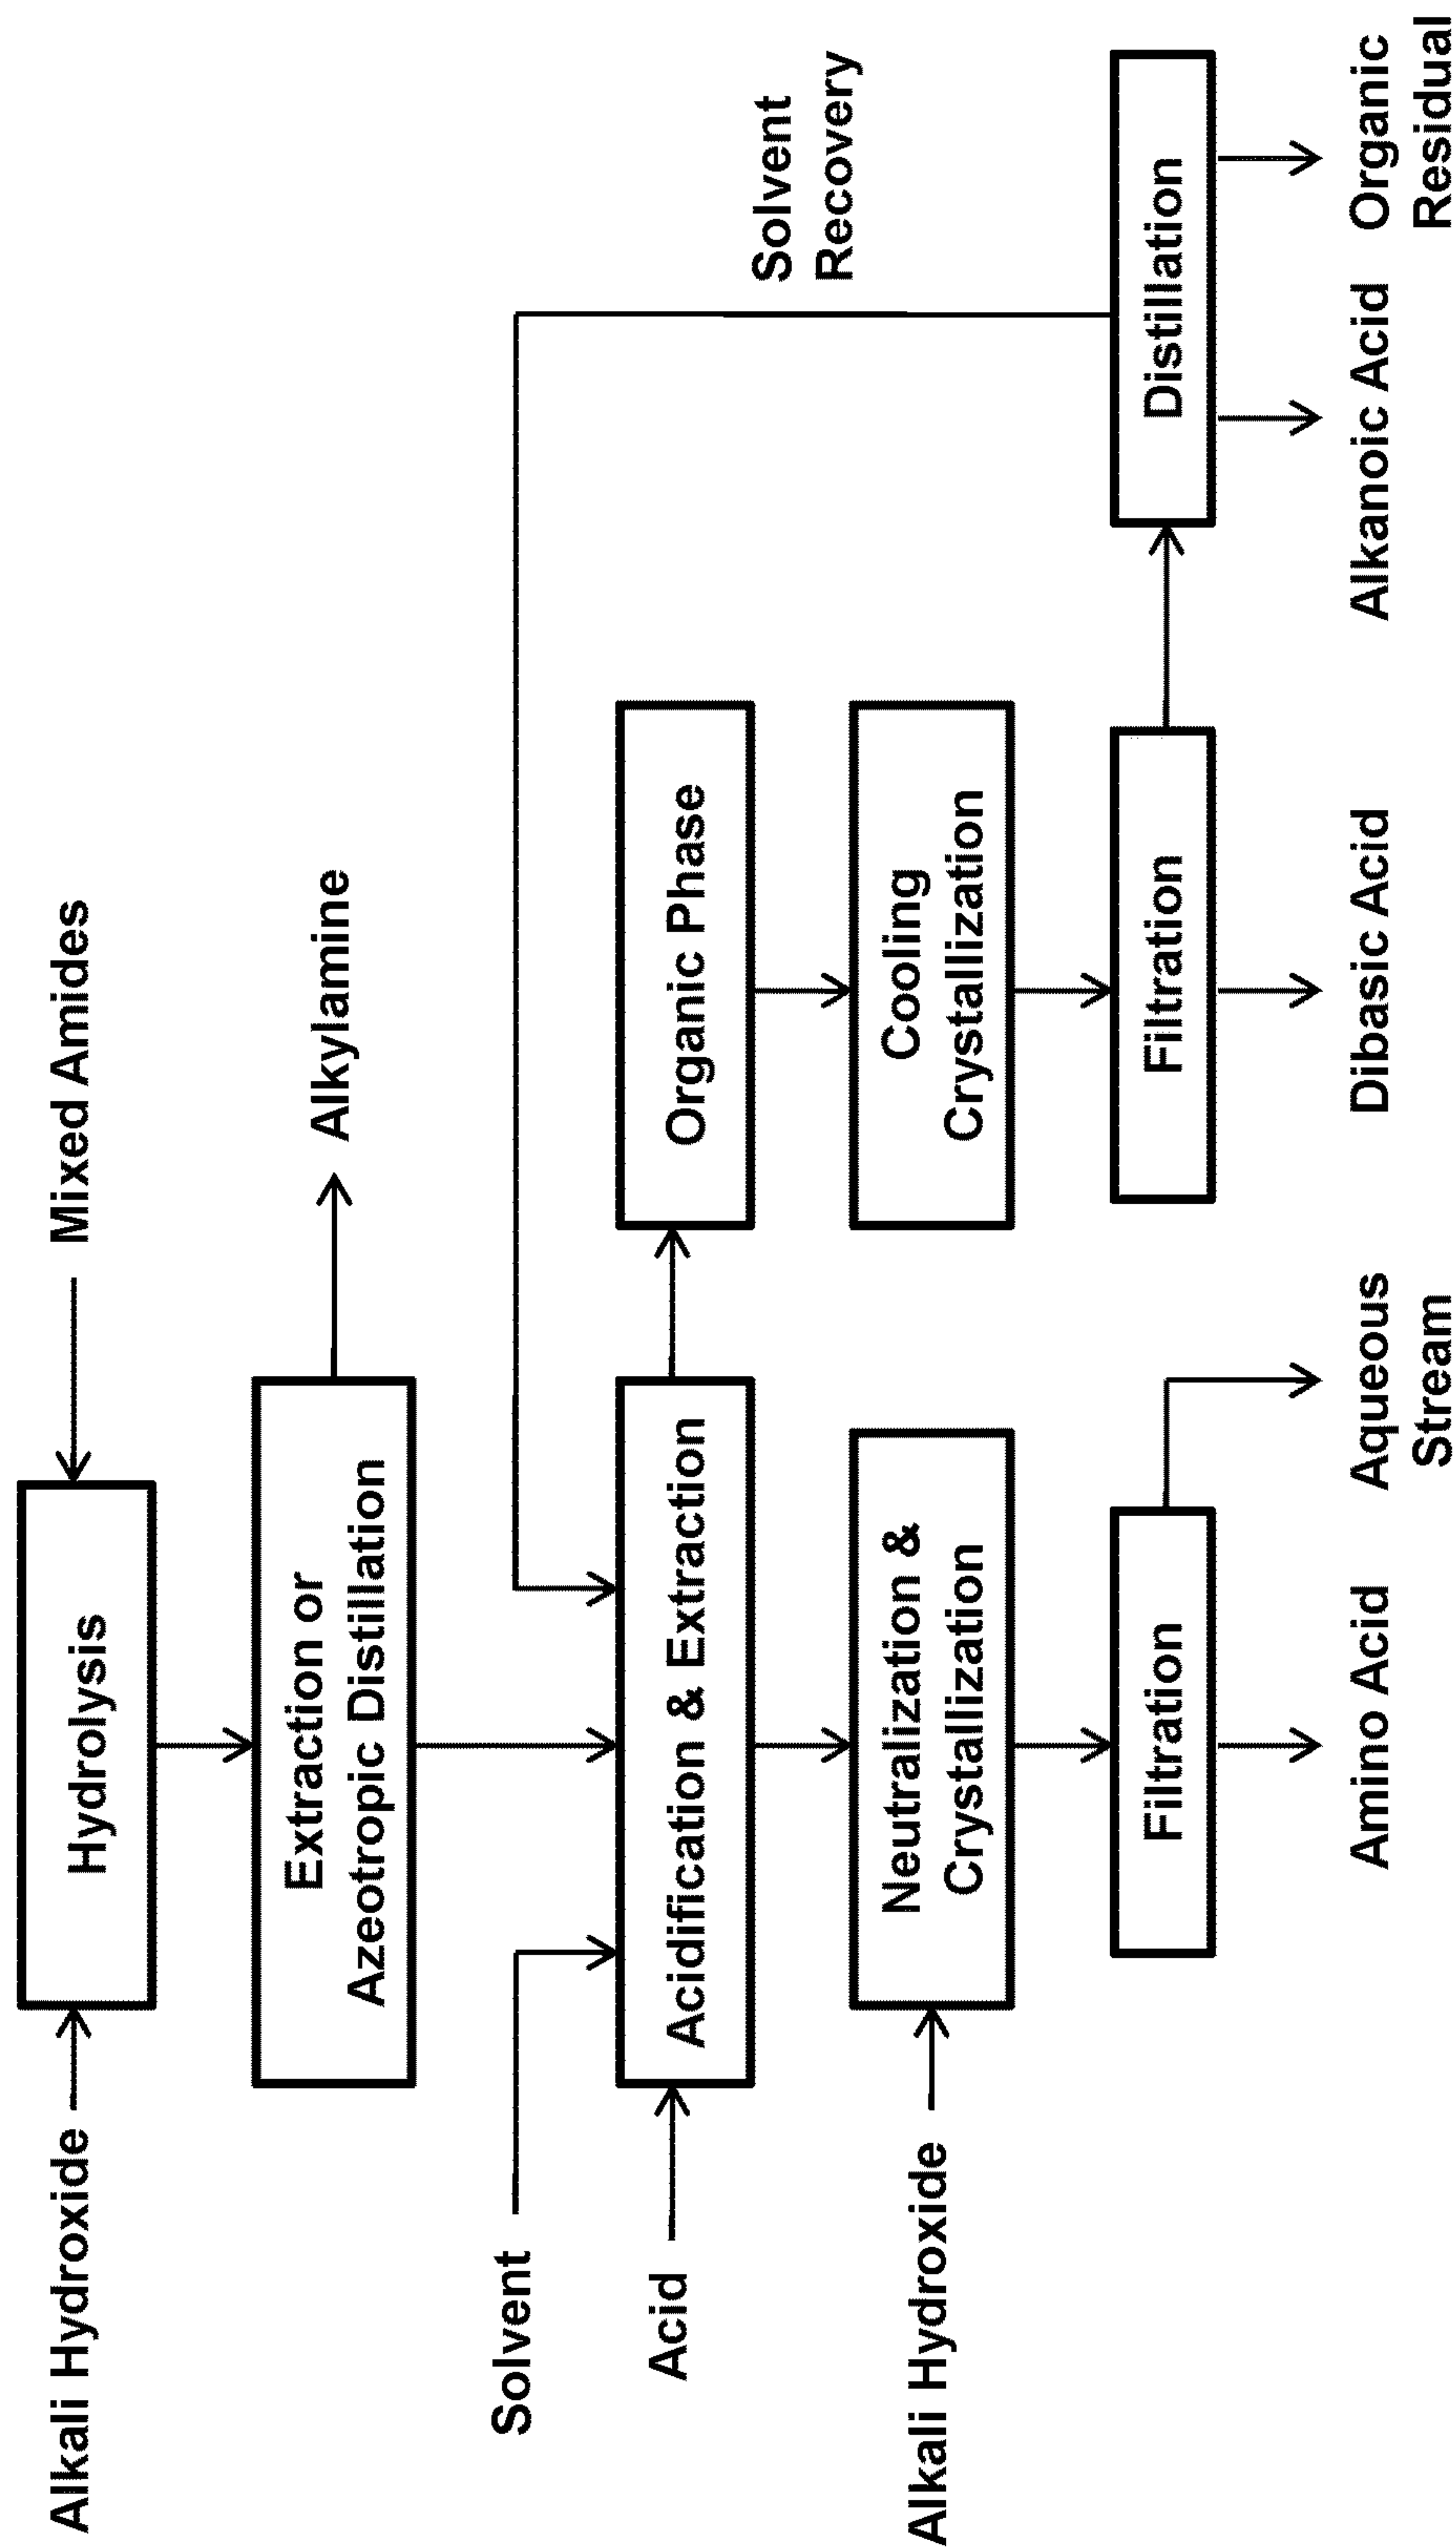 Alkali Hydroxide
Hydrolysis
Mixed Amides
Extraction or
Azeotropic Distillation
Alkylamine
Solvent
Solvent
Recovery
Acid
Acidification & Extraction
Organic Phase
Alkali Hydroxide
Neutralization &
Crystallization
Cooling
Crystallization
Filtration
Filtration
Distillation
Amino Acid
Aqueous
Stream
Dibasic Acid
Alkanoic Acid
Organic
Residual